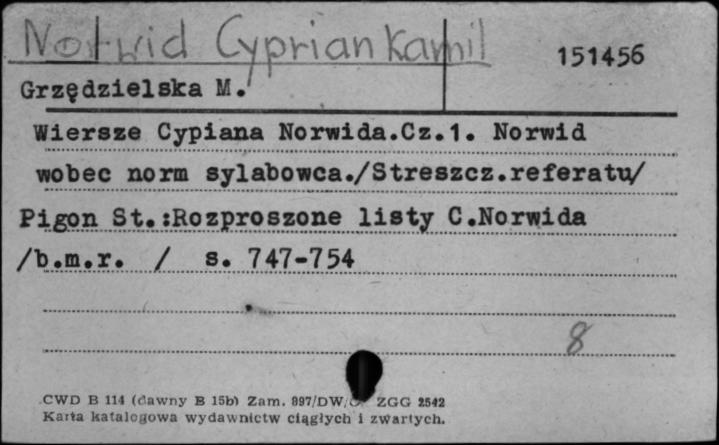 Norwid Cyprian Kamil
151456
Grzędzielska M.
Wiersze Cypiana Norwida.Cz.1. Norwid
wobec norm sylabowca./Streszcz.referatu/
Pigon St.:Rozproszone listy C.Norwida
/b.m.r. / s. 747-754
8
CWD B 114 (dawny B 15b) Zam. 997/DW/ ZGG 2542
Karta katalogowa wydawnictw ciągłych i zwartych.